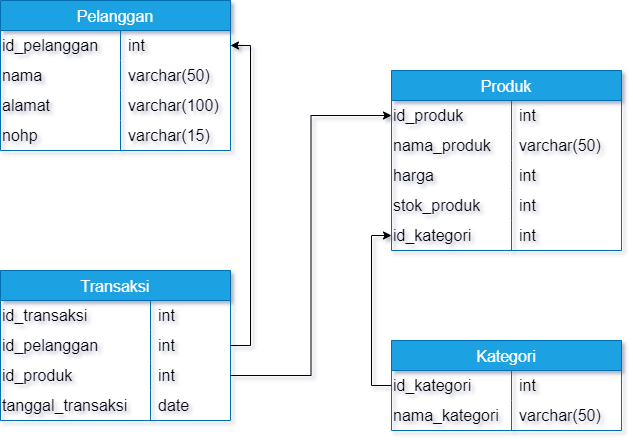 Pelanggan
id_pelanggan int
nama varchar(50)
alamat varchar(100)
nohp varchar(15)
Produk
id_produk int
nama_produk varchar(50)
harga int
stok_produk int
id_kategori int
Transaksi
id_transaksi int
id_pelanggan int
id_produk int
tanggal_transaksi date
Kategori
id_kategori int
nama_kategori varchar(50)